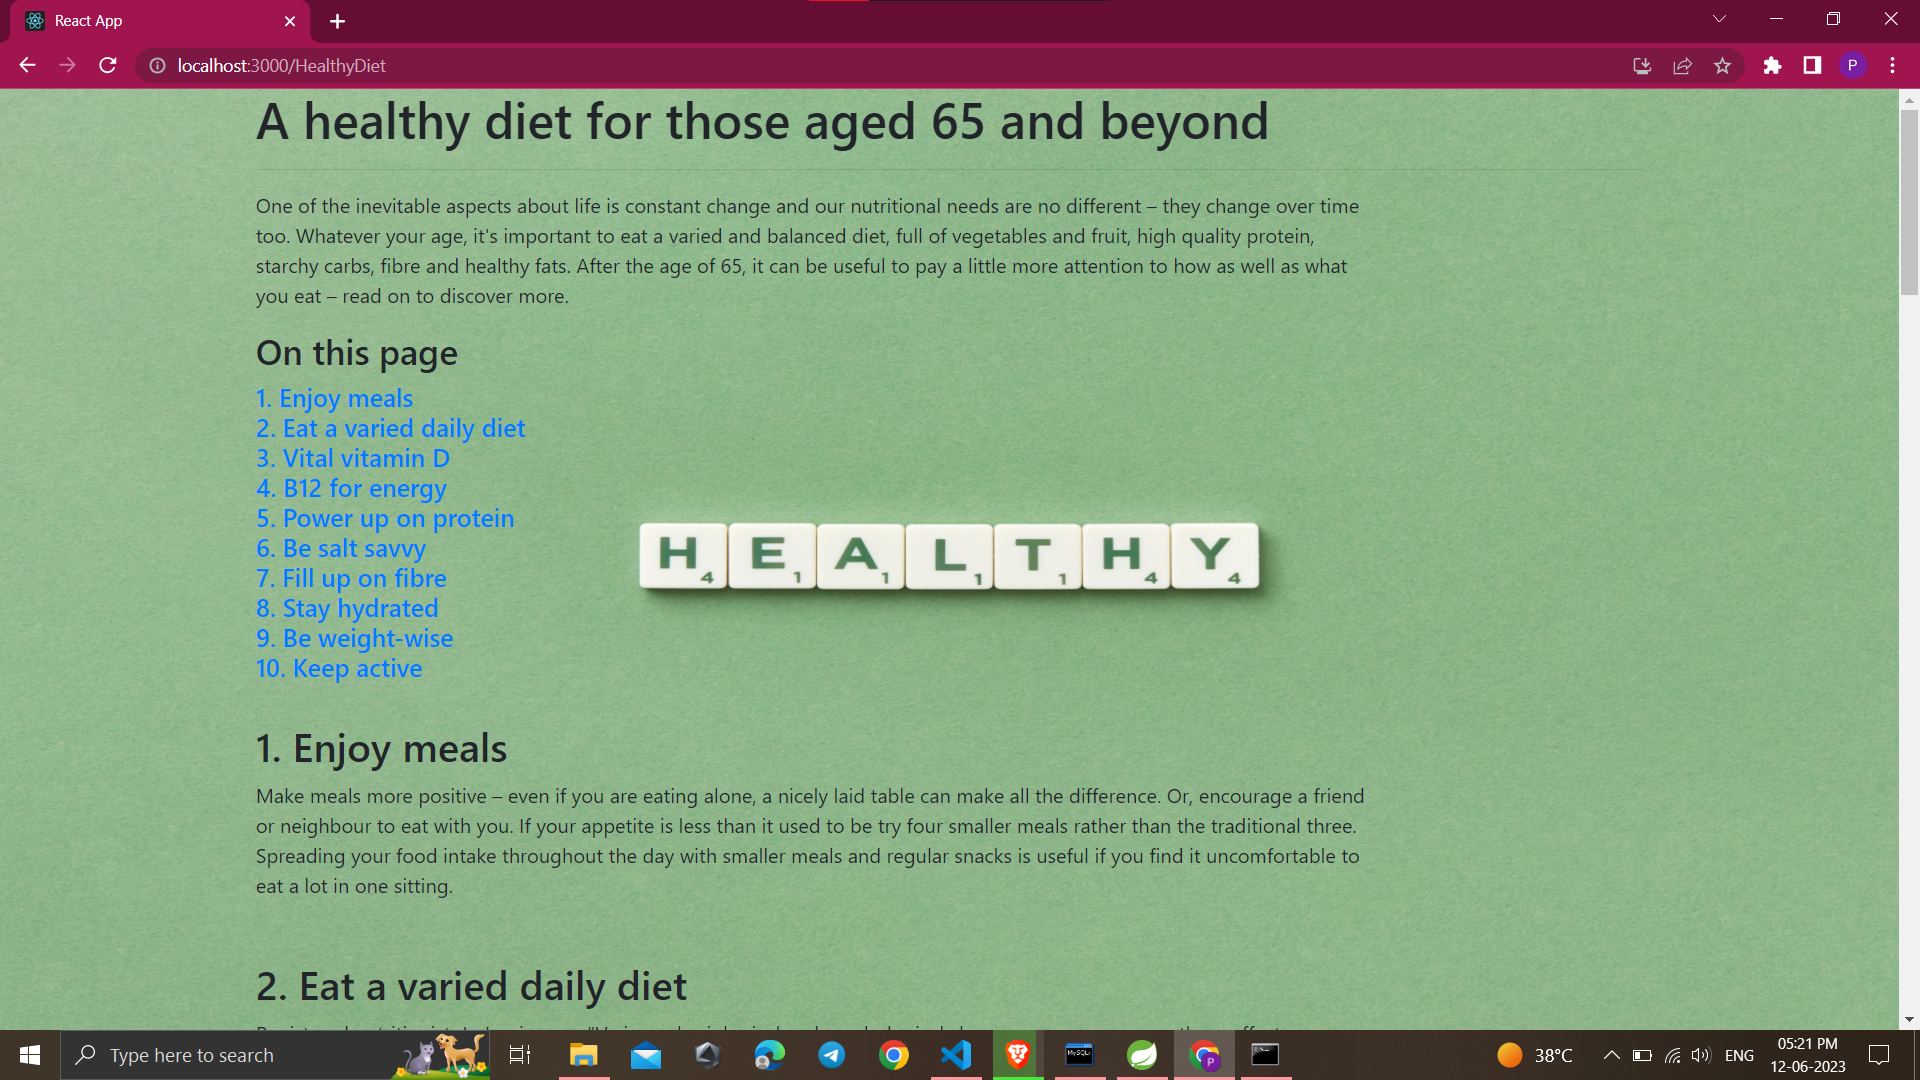 React App
localhost:3000/HealthyDiet
P
A healthy diet for those aged 65 and beyond
One of the inevitable aspects about life is constant change and our nutritional needs are no different – they change over time
too. Whatever your age, it's important to eat a varied and balanced diet, full of vegetables and fruit, high quality protein,
starchy carbs, fibre and healthy fats. After the age of 65, it can be useful to pay a little more attention to how as well as what
you eat – read on to discover more.
On this page
1. Enjoy meals
2. Eat a varied daily diet
3. Vital vitamin D
4. B12 for energy
5. Power up on protein
6. Be salt savvy
7. Fill up on fibre
8. Stay hydrated
9. Be weight-wise
10. Keep active
H4 E1 A1 L1 T1 H4 Y4
1. Enjoy meals
Make meals more positive – even if you are eating alone, a nicely laid table can make all the difference. Or, encourage a friend
or neighbour to eat with you. If your appetite is less than it used to be try four smaller meals rather than the traditional three.
Spreading your food intake throughout the day with smaller meals and regular snacks is useful if you find it uncomfortable to
eat a lot in one sitting.
2. Eat a varied daily diet
Type here to search
MySQL
P
38°C
ENG
05:21 PM
12-06-2023